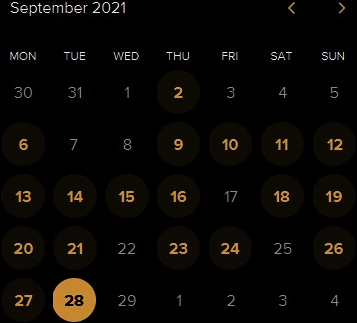 September 2021
MON TUE WED THU FRI SAT SUN
30 31 1 2 3 4 5
6 7 8 9 10 11 12
13 14 15 16 17 18 19
20 21 22 23 24 25 26
27 28 29 1 2 3 4